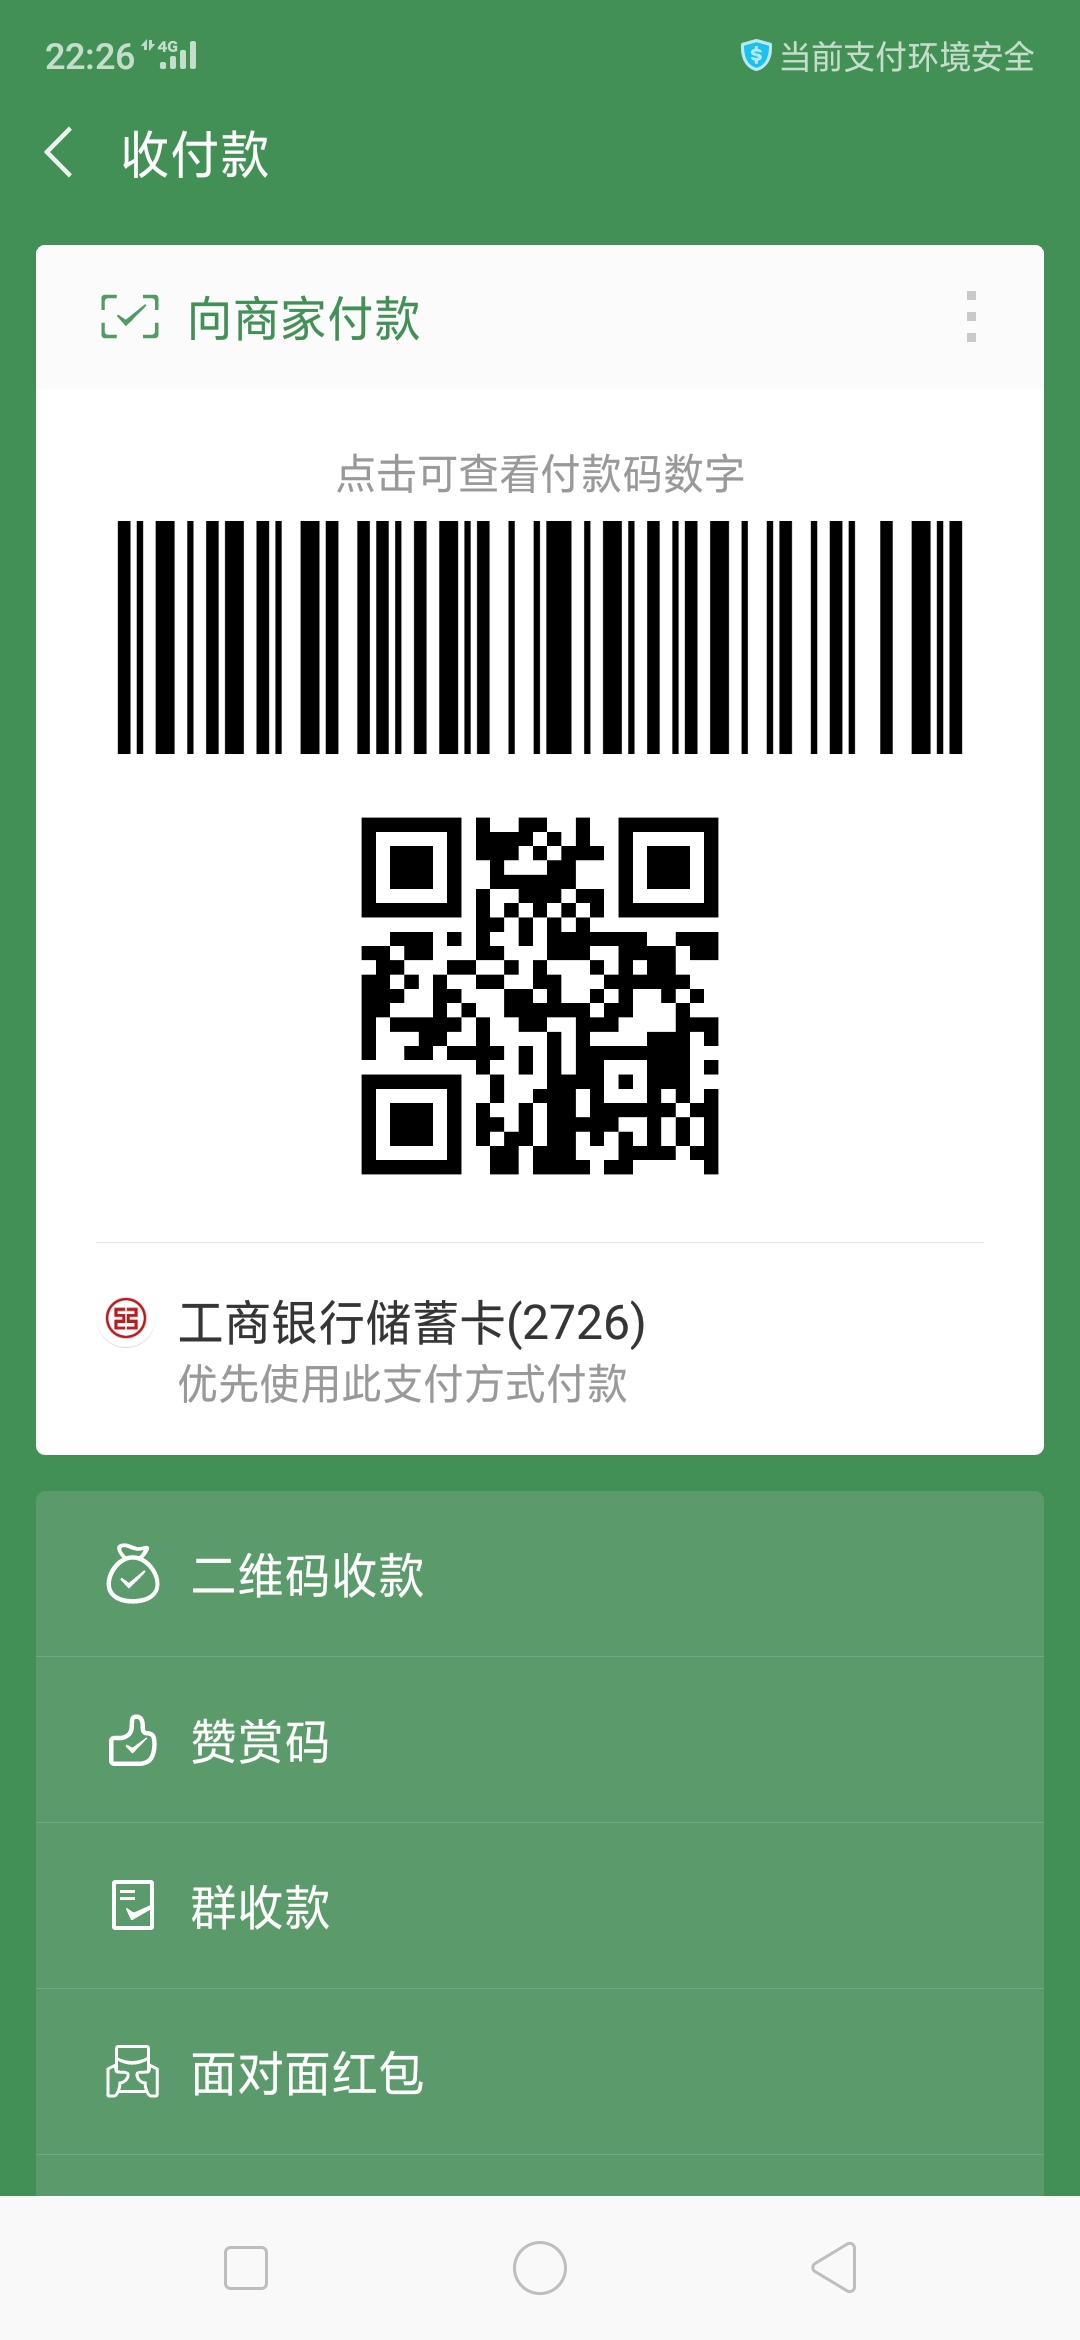 22:26 4G 当前支付环境安全
收付款
向商家付款
点击可查看付款码数字
工商银行储蓄卡(2726)
优先使用此支付方式付款
二维码收款
赞赏码
群收款
面对面红包